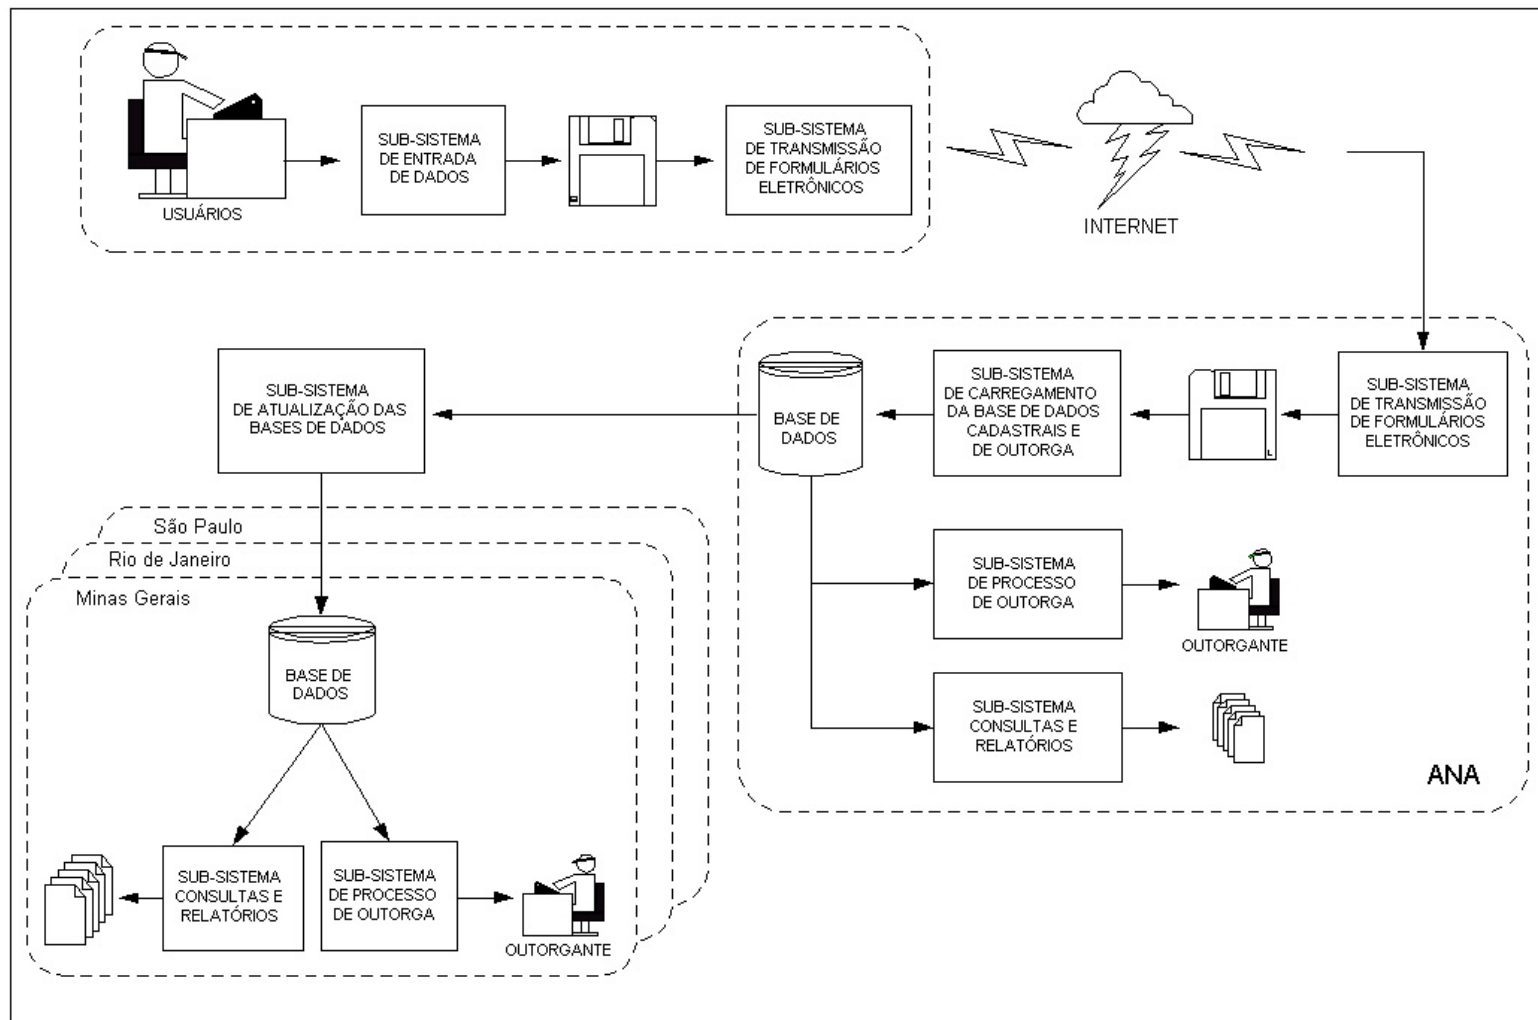 USUÁRIOS
SUB-SISTEMA
DE ENTRADA
DE DADOS
SUB-SISTEMA
DE TRANSMISSÃO
DE FORMULÁRIOS
ELETRÔNICOS
INTERNET
SUB-SISTEMA
DE ATUALIZAÇÃO DAS
BASES DE DADOS
BASE DE
DADOS
SUB-SISTEMA
DE CARREGAMENTO
DA BASE DE DADOS
CADASTRAIS E
DE OUTORGA
SUB-SISTEMA
DE TRANSMISSÃO
DE FORMULÁRIOS
ELETRÔNICOS
SUB-SISTEMA
DE PROCESSO
DE OUTORGA
OUTORGANTE
SUB-SISTEMA
CONSULTAS E
RELATÓRIOS
ANA
São Paulo
Rio de Janeiro
Minas Gerais
BASE DE
DADOS
SUB-SISTEMA
CONSULTAS E
RELATÓRIOS
SUB-SISTEMA
DE PROCESSO
DE OUTORGA
OUTORGANTE